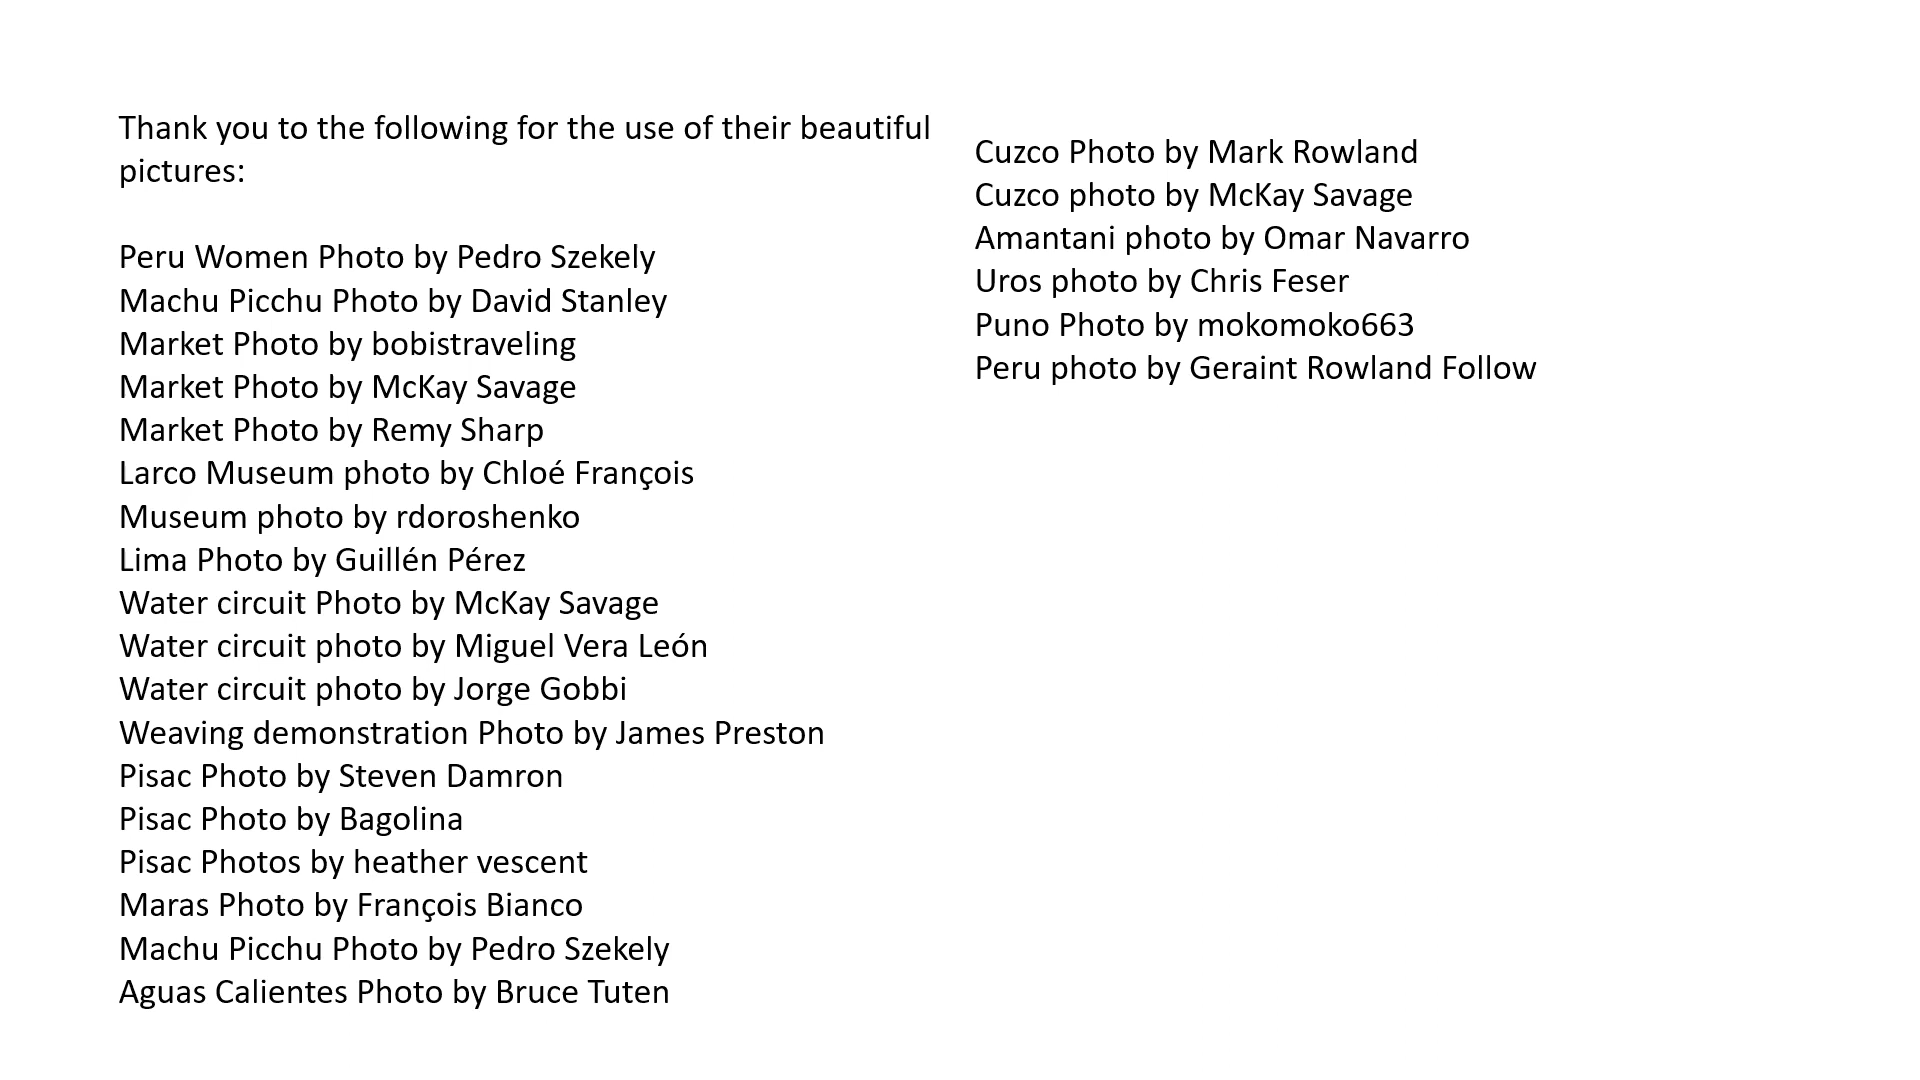 Thank you to the following for the use of their beautiful
pictures:
Peru Women Photo by Pedro Szekely
Machu Picchu Photo by David Stanley
Market Photo by bobistraveling
Market Photo by McKay Savage
Market Photo by Remy Sharp
Larco Museum photo by Chloé François
Museum photo by rdoroshenko
Lima Photo by Guillén Pérez
Water circuit Photo by McKay Savage
Water circuit photo by Miguel Vera León
Water circuit photo by Jorge Gobbi
Weaving demonstration Photo by James Preston
Pisac Photo by Steven Damron
Pisac Photo by Bagolina
Pisac Photos by heather vescent
Maras Photo by François Bianco
Machu Picchu Photo by Pedro Szekely
Aguas Calientes Photo by Bruce Tuten
Cuzco Photo by Mark Rowland
Cuzco photo by McKay Savage
Amantani photo by Omar Navarro
Uros photo by Chris Feser
Puno Photo by mokomoko663
Peru photo by Geraint Rowland Follow